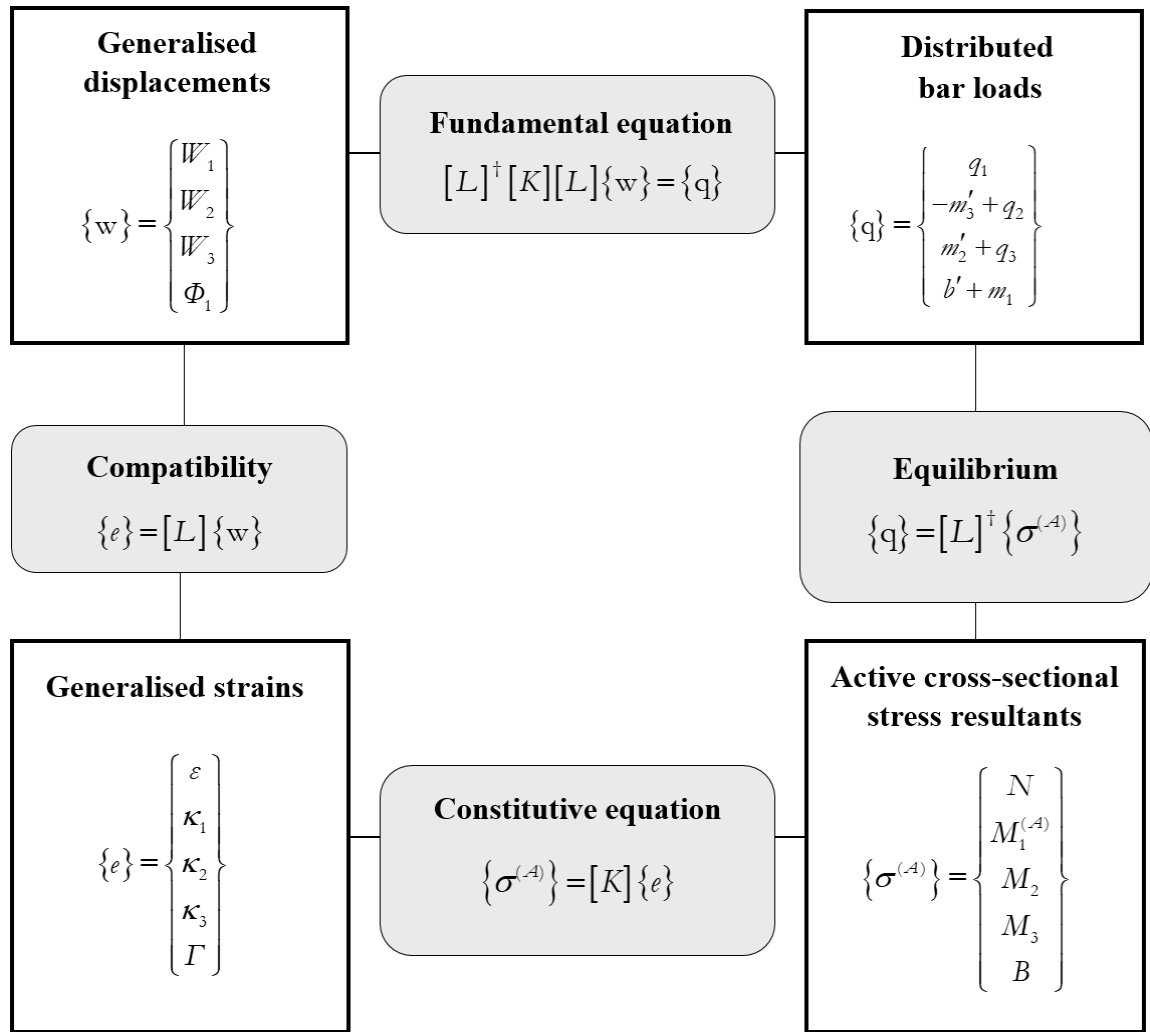 Generalised
displacements
{w} = {W₁
W₂
W₃
Φ₁}
Fundamental equation
[L]†[K][L]{w}={q}
Distributed
bar loads
{q} = {q₁
−m′₃ + q₂
m′₂ + q₃
b′ + m₁}
Compatibility
{e}=[L]{w}
Equilibrium
{q}=[L]†{σ⁽ᴬ⁾}
Generalised strains
{e} = {ε
κ₁
κ₂
κ₃
Γ}
Constitutive equation
{σ⁽ᴬ⁾}=[K]{e}
Active cross-sectional
stress resultants
{σ⁽ᴬ⁾} = {N
M₁⁽ᴬ⁾
M₂
M₃
B}